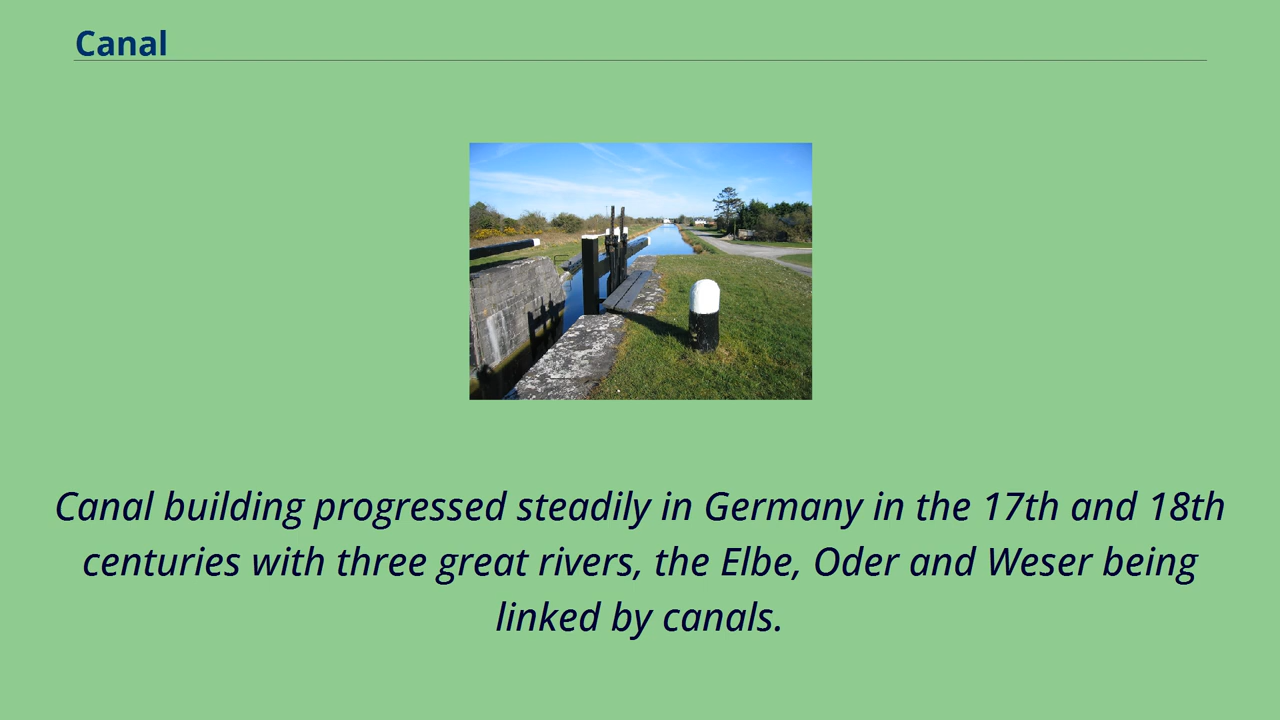 Canal
Canal building progressed steadily in Germany in the 17th and 18th
centuries with three great rivers, the Elbe, Oder and Weser being
linked by canals.